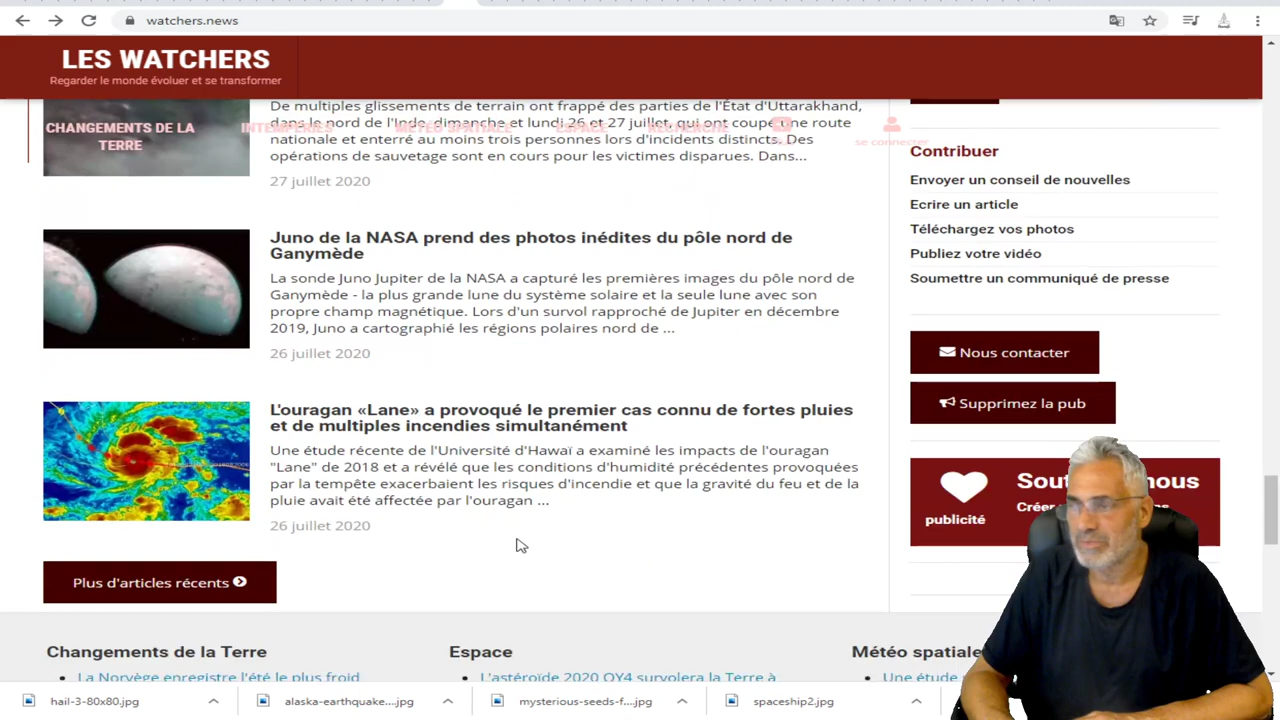 watchers.news
LES WATCHERS
Regarder le monde évoluer et se transformer
CHANGEMENTS DE LA
TERRE
INTEMPÉRIES
MÉTÉO SPATIALE
ESPACE
RECHERCHE
se connecter
De multiples glissements de terrain ont frappé des parties de l'État d'Uttarakhand,
dans le nord de l'Inde, dimanche et lundi 26 et 27 juillet, qui ont coupé une route
nationale et enterré au moins trois personnes lors d'incidents distincts. Des
opérations de sauvetage sont en cours pour les victimes disparues. Dans...
27 juillet 2020
Juno de la NASA prend des photos inédites du pôle nord de
Ganymède
La sonde Juno Jupiter de la NASA a capturé les premières images du pôle nord de
Ganymède - la plus grande lune du système solaire et la seule lune avec son
propre champ magnétique. Lors d'un survol rapproché de Jupiter en décembre
2019, Juno a cartographié les régions polaires nord de ...
26 juillet 2020
L'ouragan «Lane» a provoqué le premier cas connu de fortes pluies
et de multiples incendies simultanément
Une étude récente de l'Université d'Hawaï a examiné les impacts de l'ouragan
"Lane" de 2018 et a révélé que les conditions d'humidité précédentes provoquées
par la tempête exacerbaient les risques d'incendie et que la gravité du feu et de la
pluie avait été affectée par l'ouragan ...
26 juillet 2020
Plus d'articles récents
Contribuer
Envoyer un conseil de nouvelles
Ecrire un article
Téléchargez vos photos
Publiez votre vidéo
Soumettre un communiqué de presse
Nous contacter
Supprimez la pub
publicité
Changements de la Terre
La Norvège enregistre l'été le plus froid
Espace
L'astéroïde 2020 OY4 survolera la Terre à
Météo spatiale
Une étude
hail-3-80x80.jpg
alaska-earthquake....jpg
mysterious-seeds-f....jpg
spaceship2.jpg